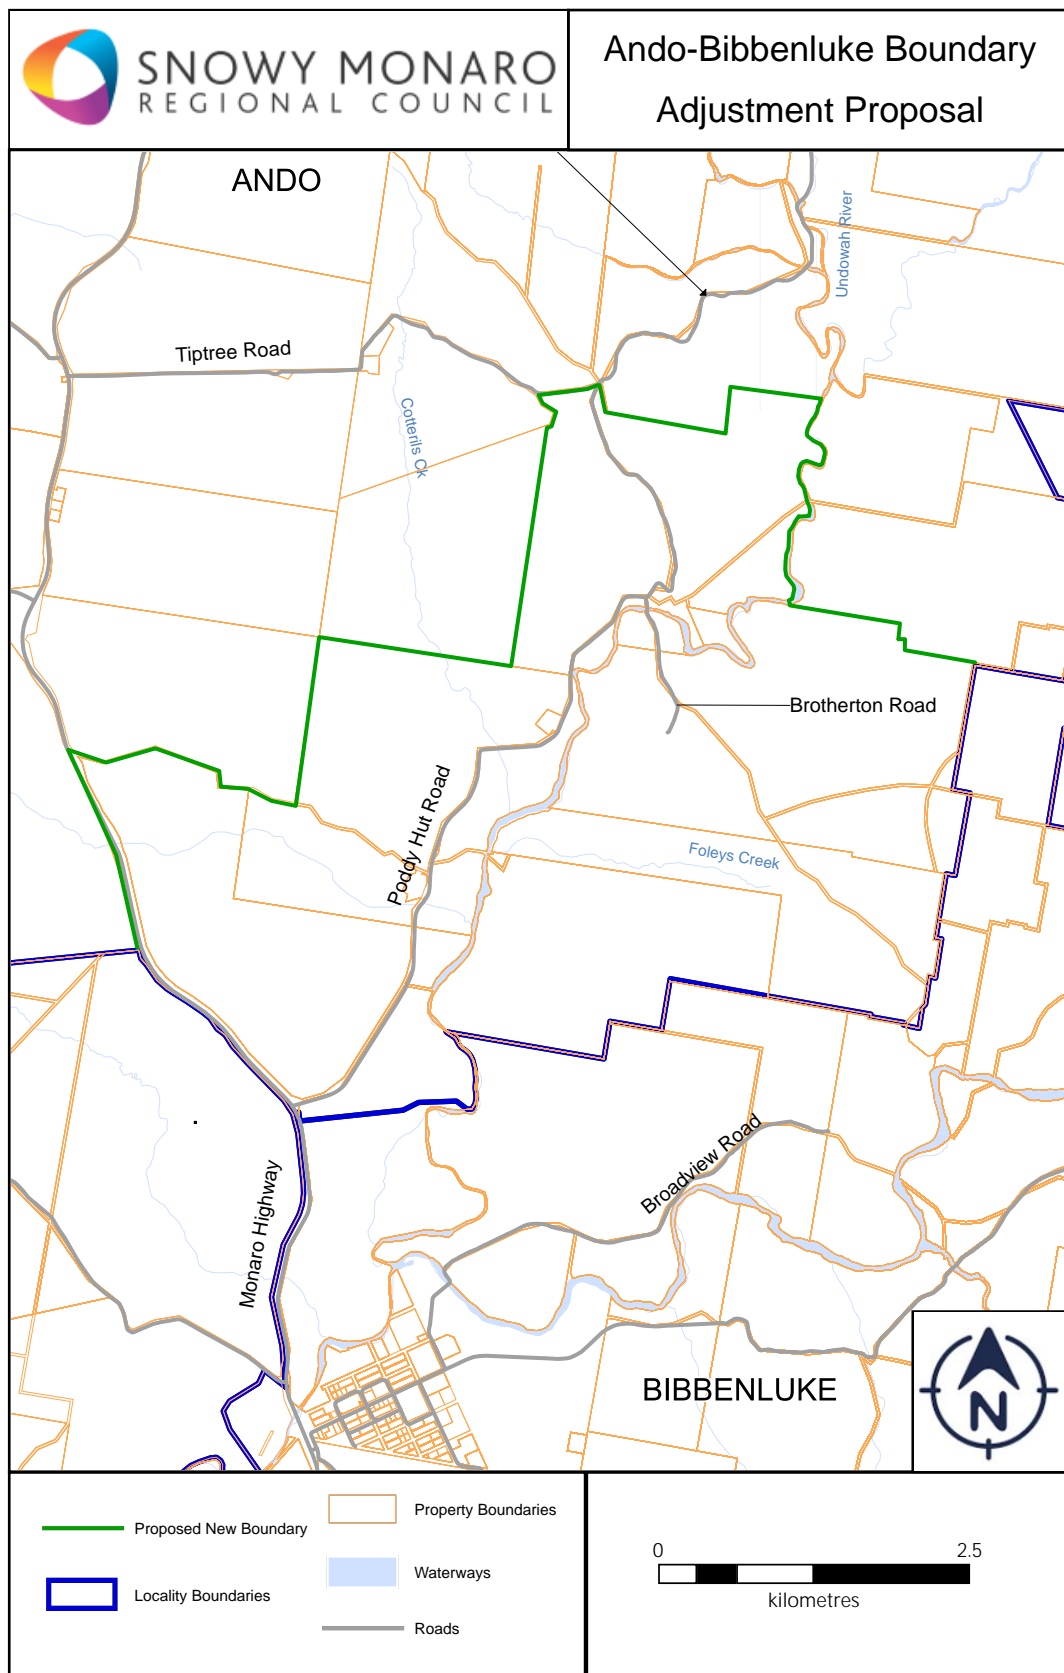 SNOWY MONARO
REGIONAL COUNCIL
Ando-Bibbenluke Boundary
Adjustment Proposal
ANDO
Undowah River
Tiptree Road
Cotterils Ck
Brotherton Road
Poddy Hut Road
Foleys Creek
Monaro Highway
Broadview Road
BIBBENLUKE
N
Proposed New Boundary
Locality Boundaries
Property Boundaries
Waterways
Roads
0 2.5
kilometres